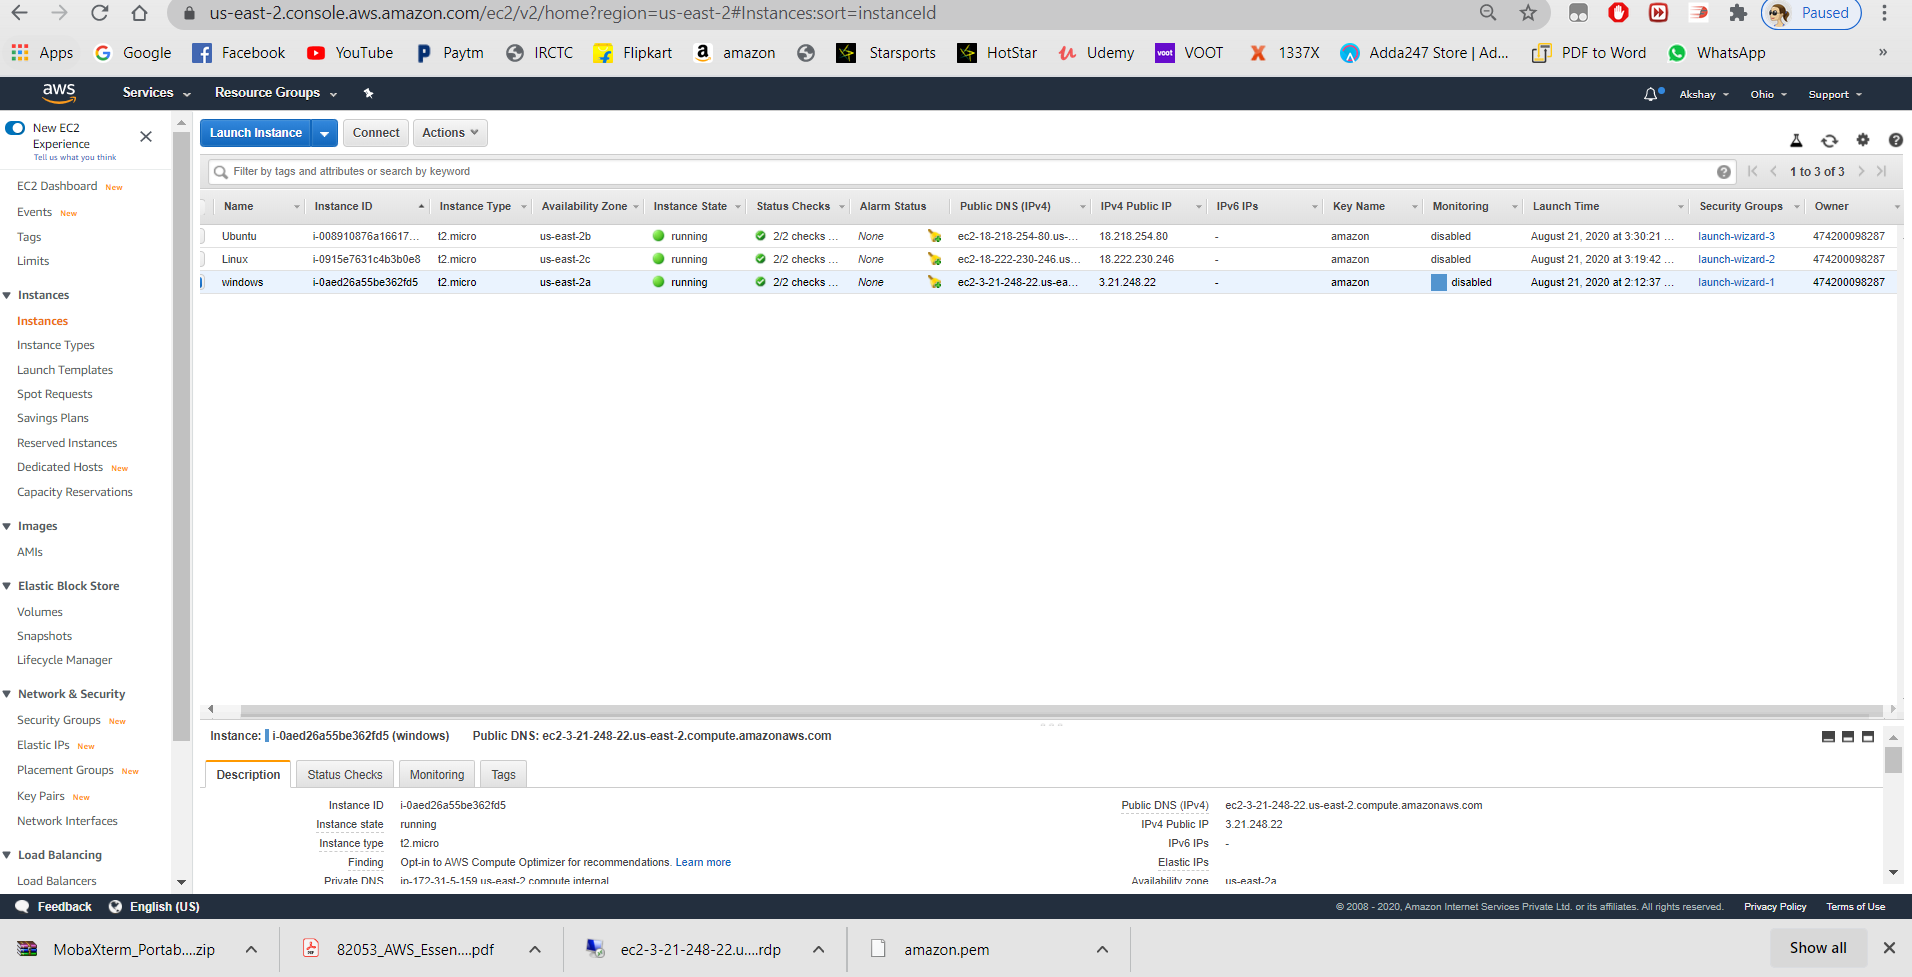 us-east-2.console.aws.amazon.com/ec2/v2/home?region=us-east-2#Instances:sort=instanceId
Paused
Apps Google Facebook YouTube Paytm IRCTC Flipkart amazon Starsports HotStar Udemy VOOT 1337X Adda247 Store | Ad... PDF to Word WhatsApp »
aws Services Resource Groups Akshay Ohio Support
New EC2 Experience
Tell us what you think
EC2 Dashboard New
Events New
Tags
Limits
Instances
Instances
Instance Types
Launch Templates
Spot Requests
Savings Plans
Reserved Instances
Dedicated Hosts New
Capacity Reservations
Images
AMIs
Elastic Block Store
Volumes
Snapshots
Lifecycle Manager
Network & Security
Security Groups New
Elastic IPs New
Placement Groups New
Key Pairs New
Network Interfaces
Load Balancing
Load Balancers
Launch Instance Connect Actions
Filter by tags and attributes or search by keyword 1 to 3 of 3
Name Instance ID Instance Type Availability Zone Instance State Status Checks Alarm Status Public DNS (IPv4) IPv4 Public IP IPv6 IPs Key Name Monitoring Launch Time Security Groups Owner
Ubuntu i-008910876a16617... t2.micro us-east-2b running 2/2 checks ... None ec2-18-218-254-80.us-... 18.218.254.80 - amazon disabled August 21, 2020 at 3:30:21 ... launch-wizard-3 474200098287
Linux i-0915e7631c4b3b0e8 t2.micro us-east-2c running 2/2 checks ... None ec2-18-222-230-246.us... 18.222.230.246 - amazon disabled August 21, 2020 at 3:19:42 ... launch-wizard-2 474200098287
windows i-0aed26a55be362fd5 t2.micro us-east-2a running 2/2 checks ... None ec2-3-21-248-22.us-ea... 3.21.248.22 - amazon disabled August 21, 2020 at 2:12:37 ... launch-wizard-1 474200098287
Instance: i-0aed26a55be362fd5 (windows) Public DNS: ec2-3-21-248-22.us-east-2.compute.amazonaws.com
Description Status Checks Monitoring Tags
Instance ID i-0aed26a55be362fd5 Public DNS (IPv4) ec2-3-21-248-22.us-east-2.compute.amazonaws.com
Instance state running IPv4 Public IP 3.21.248.22
Instance type t2.micro IPv6 IPs -
Finding Opt-in to AWS Compute Optimizer for recommendations. Learn more Elastic IPs
Private DNS ip-172-31-5-159.us-east-2.compute.internal Availability zone us-east-2a
Feedback English (US) © 2008 - 2020, Amazon Internet Services Private Ltd. or its affiliates. All rights reserved. Privacy Policy Terms of Use
MobaXterm_Portab....zip 82053_AWS_Essen....pdf ec2-3-21-248-22.u....rdp amazon.pem Show all